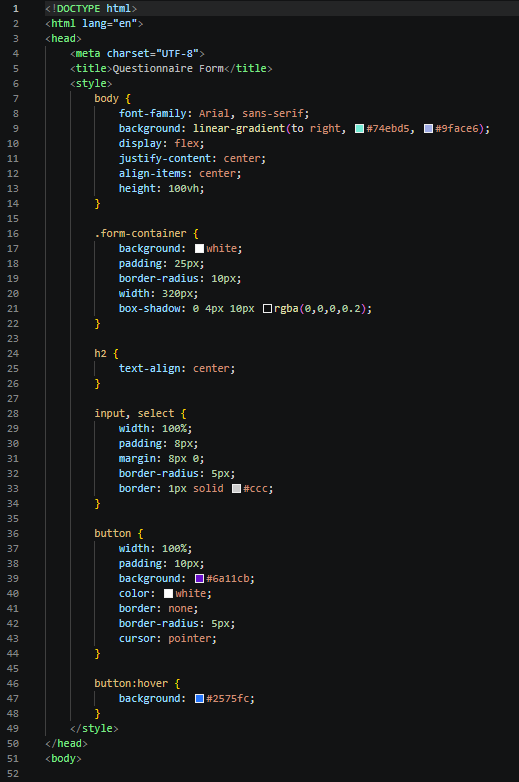 1 <!DOCTYPE html>
2 <html lang="en">
3 <head>
4     <meta charset="UTF-8">
5     <title>Questionnaire Form</title>
6     <style>
7         body {
8             font-family: Arial, sans-serif;
9             background: linear-gradient(to right, #74ebd5, #9face6);
10             display: flex;
11             justify-content: center;
12             align-items: center;
13             height: 100vh;
14         }
15
16         .form-container {
17             background: white;
18             padding: 25px;
19             border-radius: 10px;
20             width: 320px;
21             box-shadow: 0 4px 10px rgba(0,0,0,0.2);
22         }
23
24         h2 {
25             text-align: center;
26         }
27
28         input, select {
29             width: 100%;
30             padding: 8px;
31             margin: 8px 0;
32             border-radius: 5px;
33             border: 1px solid #ccc;
34         }
35
36         button {
37             width: 100%;
38             padding: 10px;
39             background: #6a11cb;
40             color: white;
41             border: none;
42             border-radius: 5px;
43             cursor: pointer;
44         }
45
46         button:hover {
47             background: #2575fc;
48         }
49     </style>
50 </head>
51 <body>
52